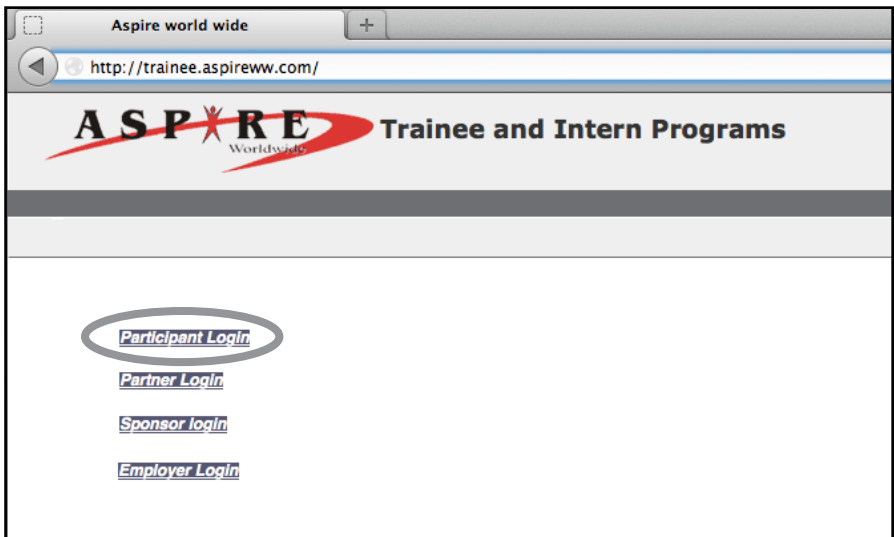 Aspire world wide
http://trainee.aspireww.com/
ASPIRE
Worldwide
Trainee and Intern Programs
Participant Login
Partner Login
Sponsor login
Employer Login